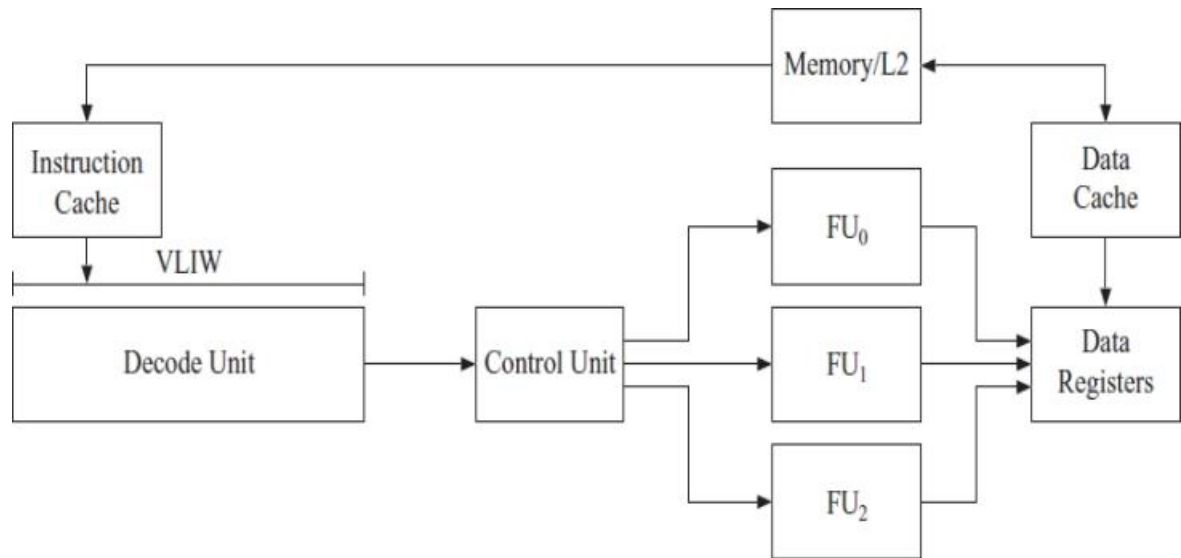 Memory/L2
Instruction
Cache
Data
Cache
VLIW
FU₀
Decode Unit
Control Unit
FU₁
Data
Registers
FU₂